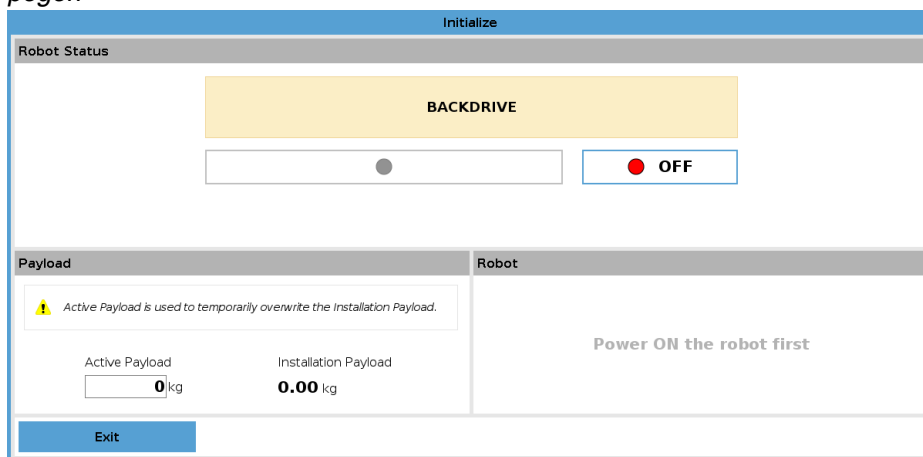 Initialize
Robot Status
BACKDRIVE
OFF
Payload
Robot
Active Payload is used to temporarily overwrite the Installation Payload.
Power ON the robot first
Active Payload
Installation Payload
0 kg
0.00 kg
Exit